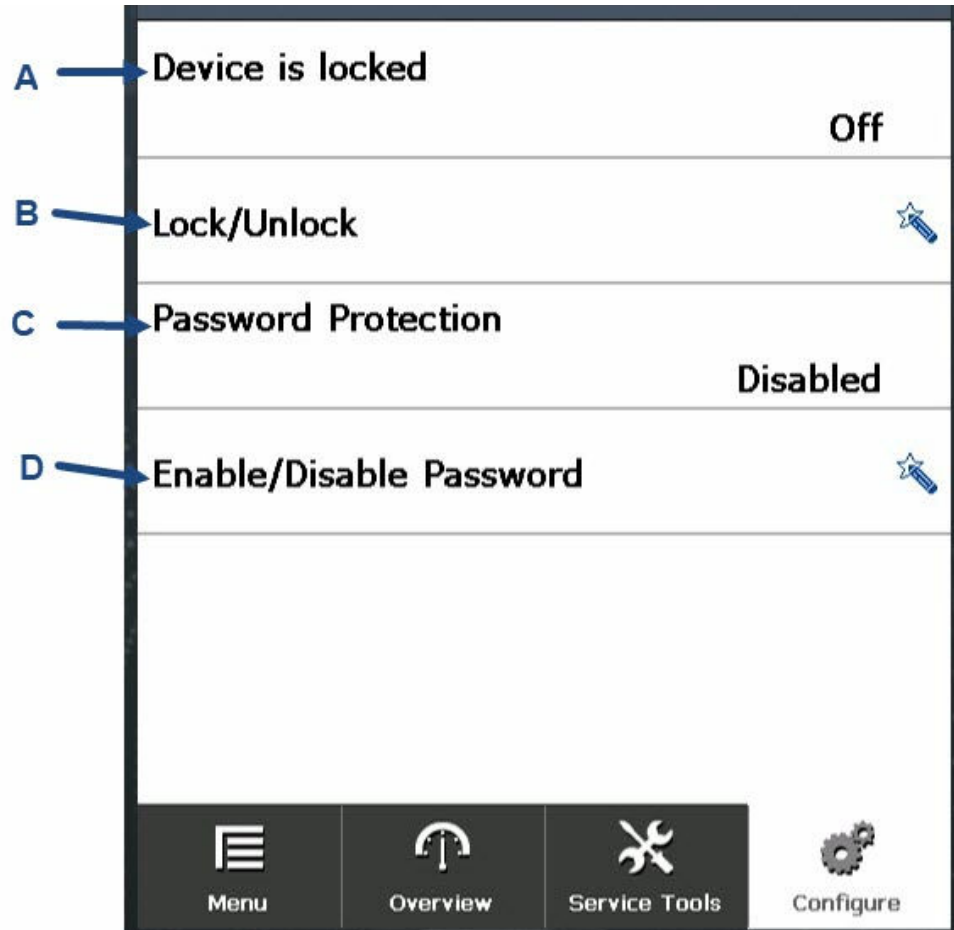 A
Device is locked
Off
B
Lock/Unlock
C
Password Protection
Disabled
D
Enable/Disable Password
Menu
Overview
Service Tools
Configure